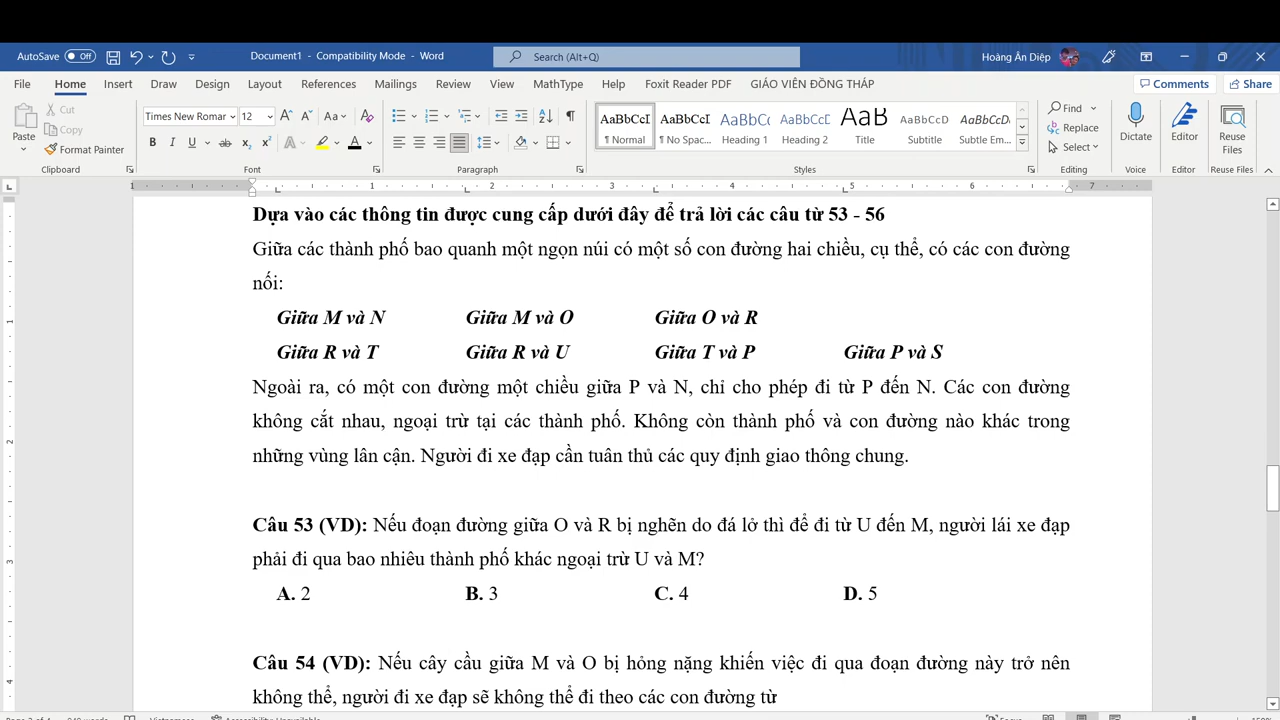 AutoSave Off Document1 - Compatibility Mode - Word Search (Alt+Q) Hoàng Ân Diệp
File Home Insert Draw Design Layout References Mailings Review View MathType Help Foxit Reader PDF GIÁO VIÊN ĐỒNG THÁP Comments Share
Paste Cut Copy Format Painter
Times New Romar 12
AaBbCcI AaBbCcI AaBbCc AaBbCcD AaB AaBbCcD AaBbCcD
¶ Normal ¶ No Spac... Heading 1 Heading 2 Title Subtitle Subtle Em...
Find Replace Select Dictate Editor Reuse Files
Clipboard Font Paragraph Styles Editing Voice Editor Reuse Files
1 1 2 3 4 5 6 7
Dựa vào các thông tin được cung cấp dưới đây để trả lời các câu từ 53 - 56
Giữa các thành phố bao quanh một ngọn núi có một số con đường hai chiều, cụ thể, có các con đường
nối:
Giữa M và N Giữa M và O Giữa O và R
Giữa R và T Giữa R và U Giữa T và P Giữa P và S
Ngoài ra, có một con đường một chiều giữa P và N, chỉ cho phép đi từ P đến N. Các con đường
không cắt nhau, ngoại trừ tại các thành phố. Không còn thành phố và con đường nào khác trong
những vùng lân cận. Người đi xe đạp cần tuân thủ các quy định giao thông chung.
Câu 53 (VD): Nếu đoạn đường giữa O và R bị nghẽn do đá lở thì để đi từ U đến M, người lái xe đạp
phải đi qua bao nhiêu thành phố khác ngoại trừ U và M?
A. 2 B. 3 C. 4 D. 5
Câu 54 (VD): Nếu cây cầu giữa M và O bị hỏng nặng khiến việc đi qua đoạn đường này trở nên
không thể, người đi xe đạp sẽ không thể đi theo các con đường từ